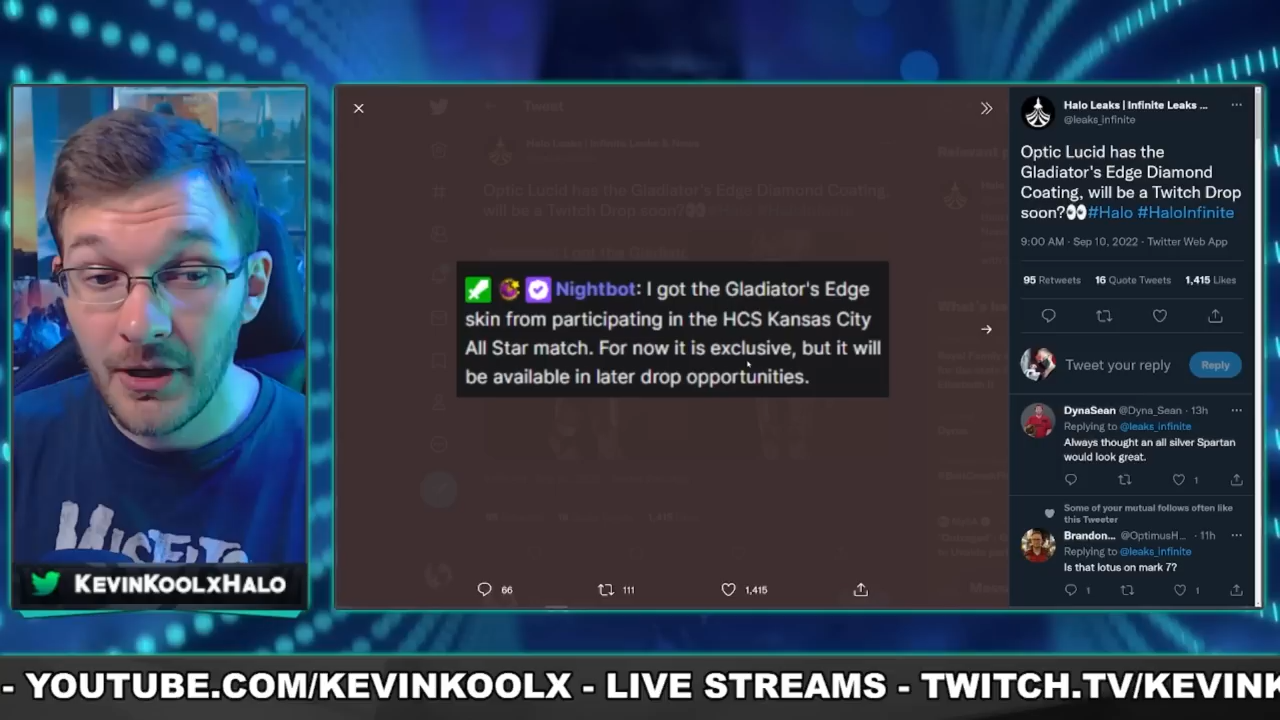 MISFITS
KEVINKOOLXHALO
Tweet
Optic Lucid has the Gladiator's Edge Diamond Coating,
will be a Twitch Drop soon?👀#Halo #HaloInfinite
Nightbot: I got the Gladiator's Edge
skin from participating in the HCS Kansas City
All Star match. For now it is exclusive, but it will
be available in later drop opportunities.
66
111
1,415
Halo Leaks | Infinite Leaks ...
@leaks_infinite
Optic Lucid has the
Gladiator's Edge Diamond
Coating, will be a Twitch Drop
soon?👀#Halo #HaloInfinite
9:00 AM · Sep 10, 2022 · Twitter Web App
95 Retweets 16 Quote Tweets 1,415 Likes
Tweet your reply
Reply
DynaSean @Dyna_Sean · 13h
Replying to @leaks_infinite
Always thought an all silver Spartan
would look great.
1
Some of your mutual follows often like
this Tweeter
Brandon... @OptimusH... · 11h
Replying to @leaks_infinite
Is that lotus on mark 7?
1
1
- YOUTUBE.COM/KEVINKOOLX - LIVE STREAMS - TWITCH.TV/KEVINK